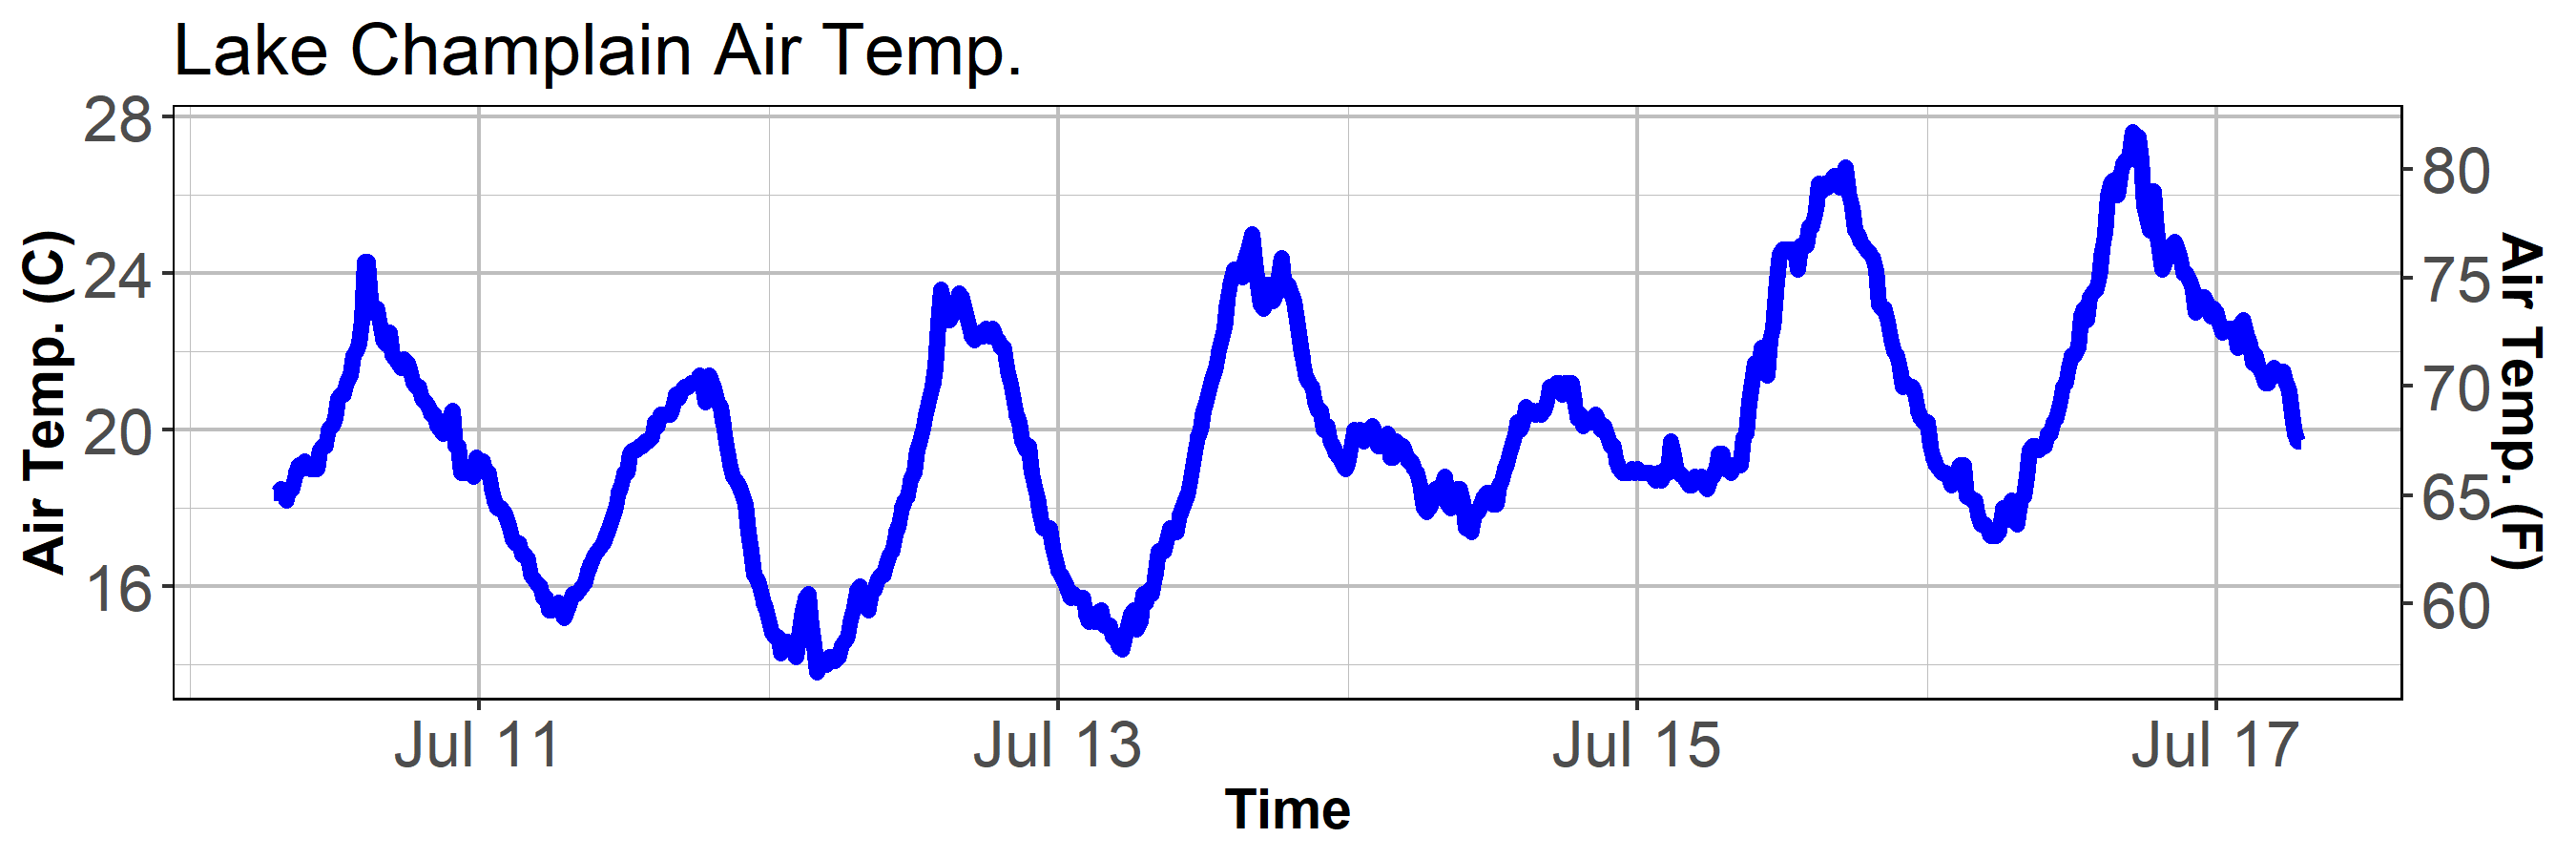 Lake Champlain Air Temp.
28
24
20
16
Air Temp. (C)
80
75
70
65
60
Air Temp. (F)
Jul 11
Jul 13
Jul 15
Jul 17
Time